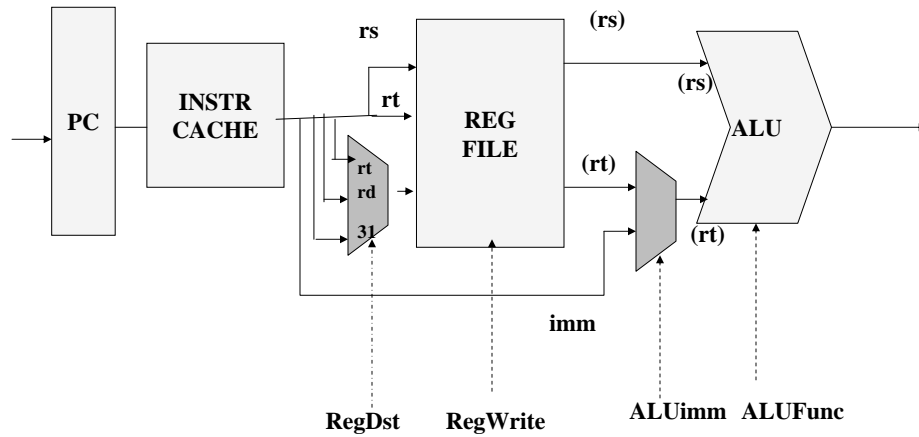 rs
(rs)
(rs)
INSTR
CACHE
rt
PC
REG
FILE
ALU
rt
rd
31
(rt)
(rt)
imm
RegDst
RegWrite
ALUimm
ALUFunc